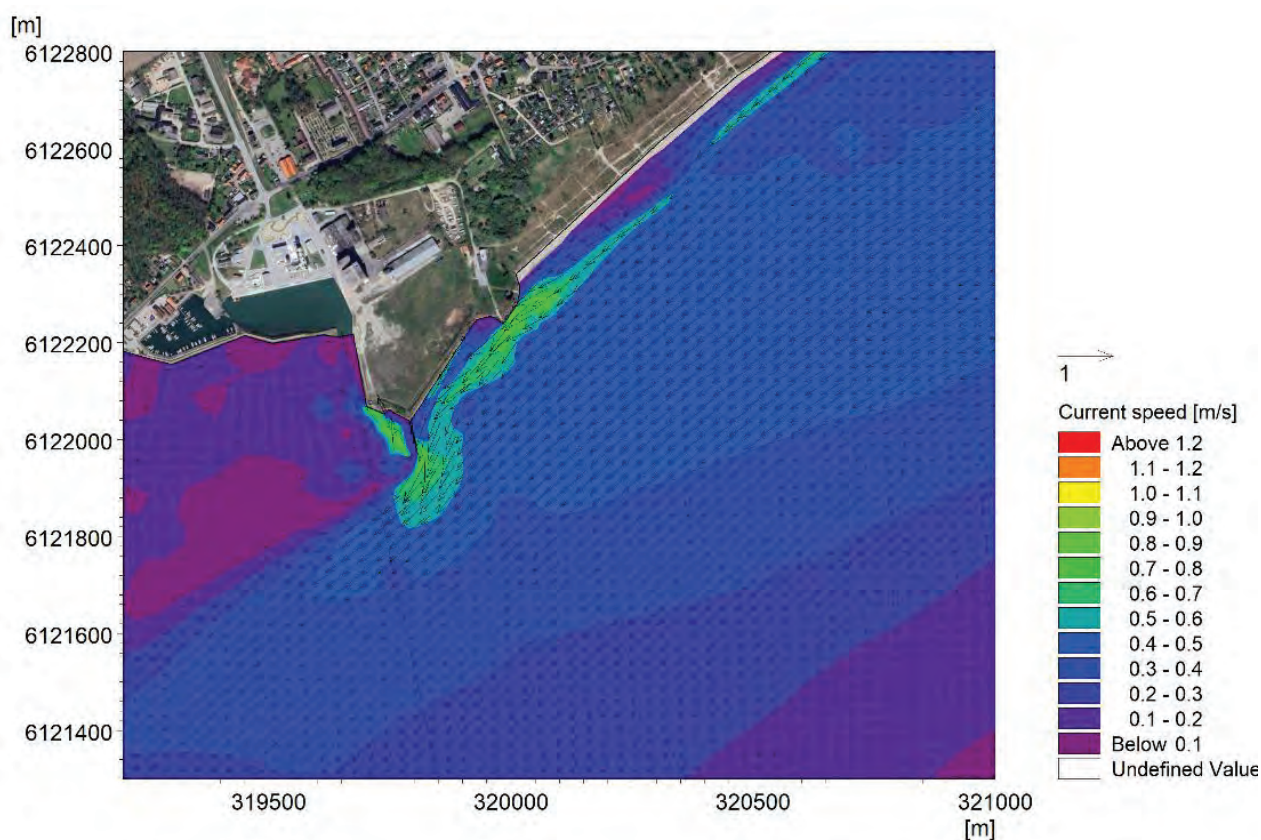 [m]
6122800
6122600
6122400
6122200
6122000
6121800
6121600
6121400
319500 320000 320500 321000
[m]
1
Current speed [m/s]
Above 1.2
1.1 - 1.2
1.0 - 1.1
0.9 - 1.0
0.8 - 0.9
0.7 - 0.8
0.6 - 0.7
0.5 - 0.6
0.4 - 0.5
0.3 - 0.4
0.2 - 0.3
0.1 - 0.2
Below 0.1
Undefined Value